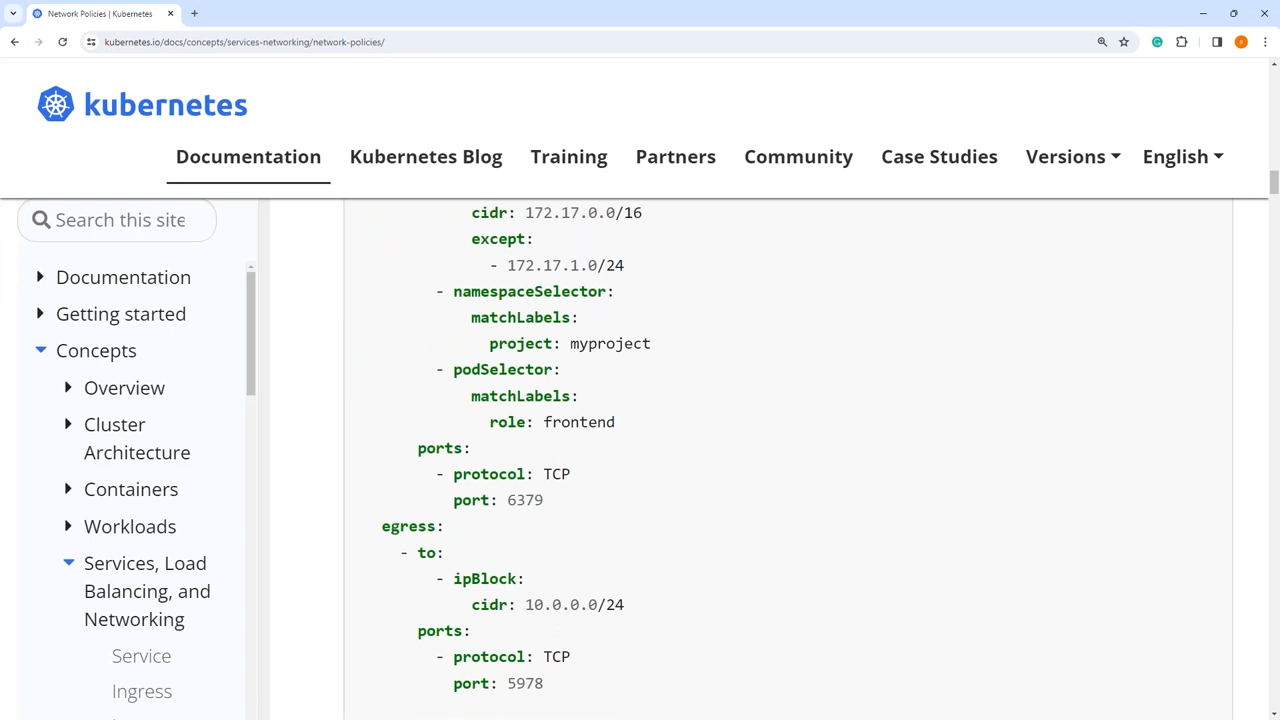 Network Policies | Kubernetes
kubernetes.io/docs/concepts/services-networking/network-policies/
kubernetes
Documentation Kubernetes Blog Training Partners Community Case Studies Versions English
Search this site
Documentation
Getting started
Concepts
Overview
Cluster
Architecture
Containers
Workloads
Services, Load
Balancing, and
Networking
Service
Ingress
cidr: 172.17.0.0/16
except:
- 172.17.1.0/24
- namespaceSelector:
matchLabels:
project: myproject
- podSelector:
matchLabels:
role: frontend
ports:
- protocol: TCP
port: 6379
egress:
- to:
- ipBlock:
cidr: 10.0.0.0/24
ports:
- protocol: TCP
port: 5978